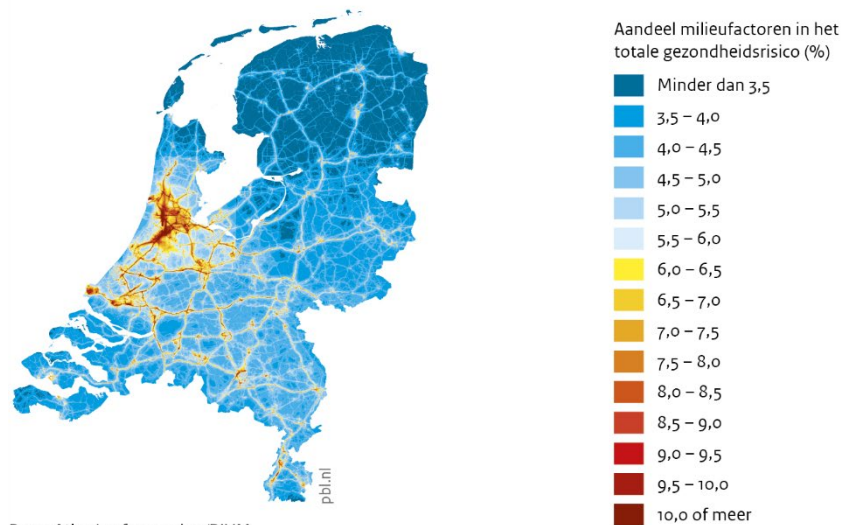 Aandeel milieufactoren in het
totale gezondheidsrisico (%)
Minder dan 3,5
3,5 – 4,0
4,0 – 4,5
4,5 – 5,0
5,0 – 5,5
5,5 – 6,0
6,0 – 6,5
6,5 – 7,0
7,0 – 7,5
7,5 – 8,0
8,0 – 8,5
8,5 – 9,0
9,0 – 9,5
9,5 – 10,0
10,0 of meer
pbl.nl